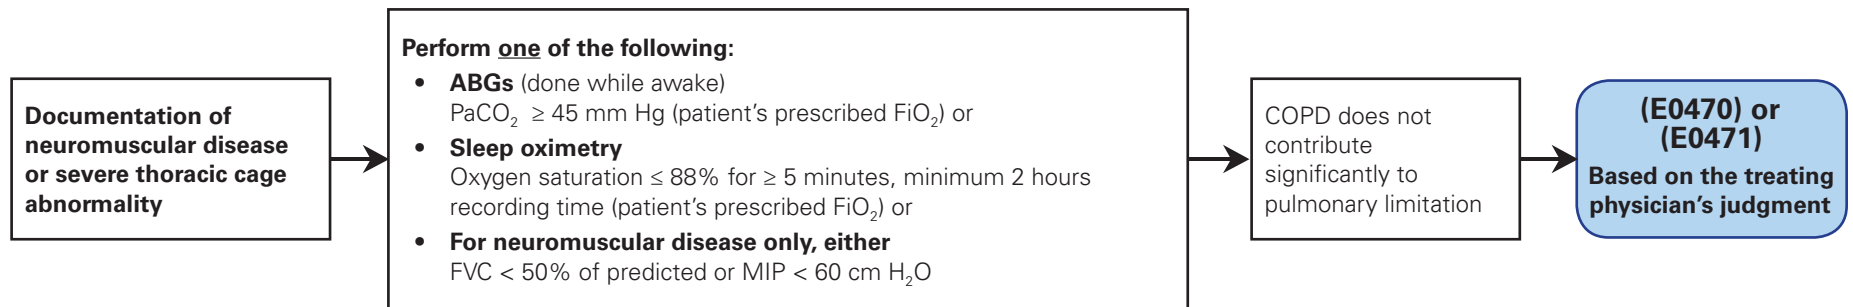 Documentation of
neuromuscular disease
or severe thoracic cage
abnormality
Perform one of the following:
• ABGs (done while awake)
PaCO₂ ≥ 45 mm Hg (patient's prescribed FiO₂) or
• Sleep oximetry
Oxygen saturation ≤ 88% for ≥ 5 minutes, minimum 2 hours
recording time (patient's prescribed FiO₂) or
• For neuromuscular disease only, either
FVC < 50% of predicted or MIP < 60 cm H₂O
COPD does not
contribute
significantly to
pulmonary limitation
(E0470) or
(E0471)
Based on the treating
physician's judgment